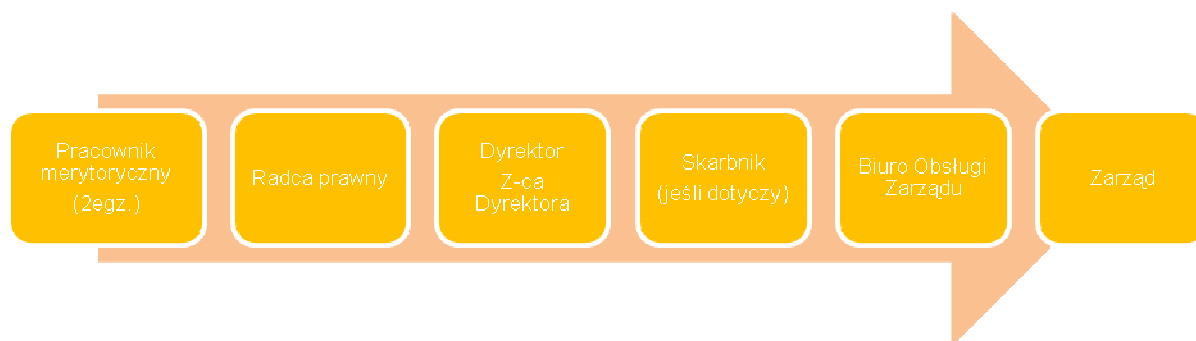 Pracownik
merytoryczny
(2egz.)
Radca prawny
Dyrektor
Z-ca
Dyrektora
Skarbnik
(jeśli dotyczy)
Biuro Obsługi
Zarządu
Zarząd